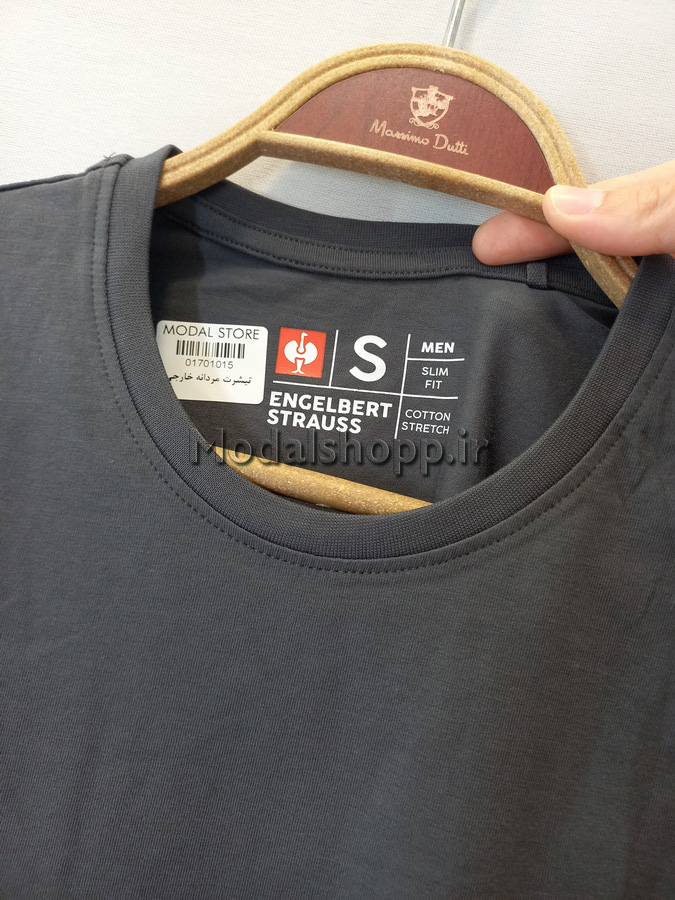 Massimo Dutti
MODAL STORE
01701015
تیشرت مردانه خارجی
S
MEN
SLIM
FIT
ENGELBERT
STRAUSS
COTTON
STRETCH
Modalshopp.ir